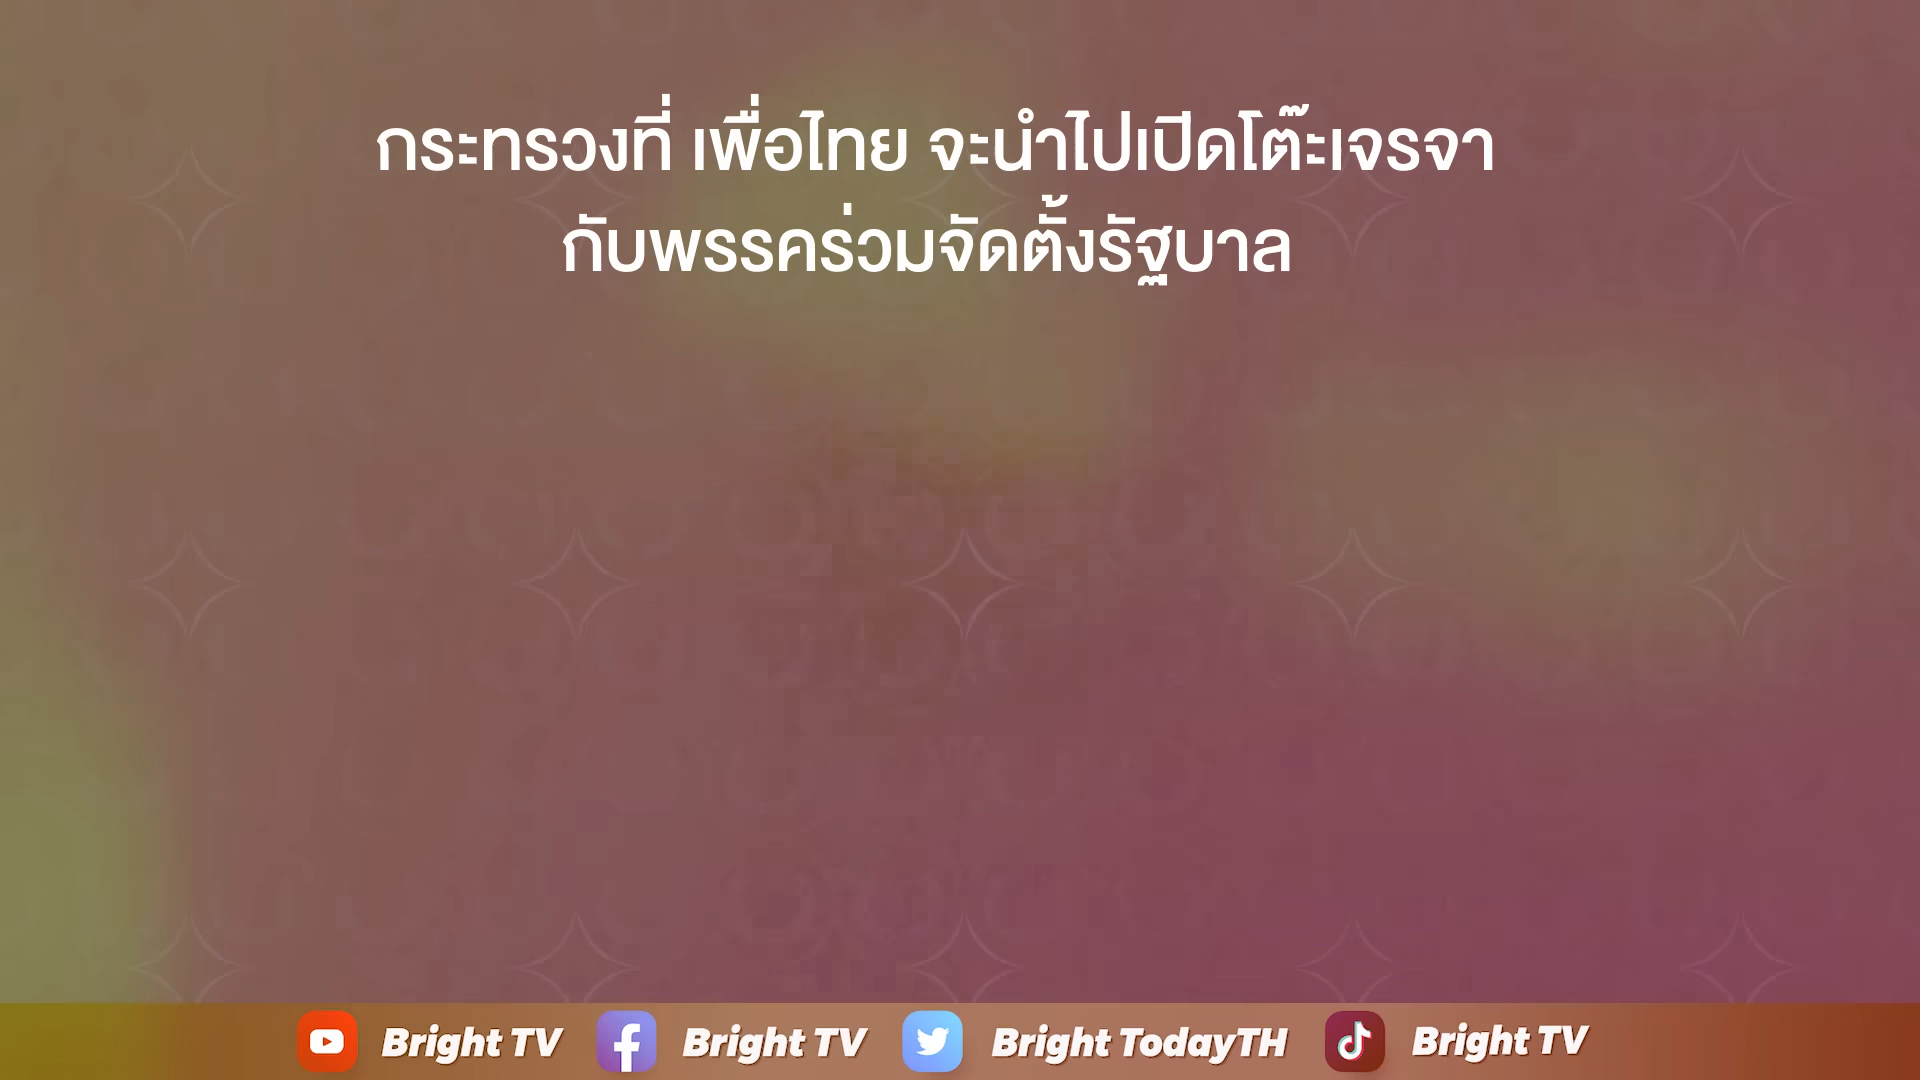 กระทรวงที่ เพื่อไทย จะนำไปเปิดโต๊ะเจรจา
กับพรรคร่วมจัดตั้งรัฐบาล
Bright TV Bright TV Bright TodayTH Bright TV